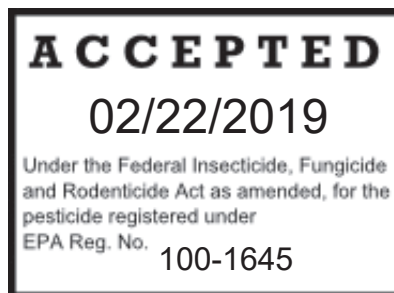 ACCEPTED
02/22/2019
Under the Federal Insecticide, Fungicide
and Rodenticide Act as amended, for the
pesticide registered under
EPA Reg. No. 100-1645